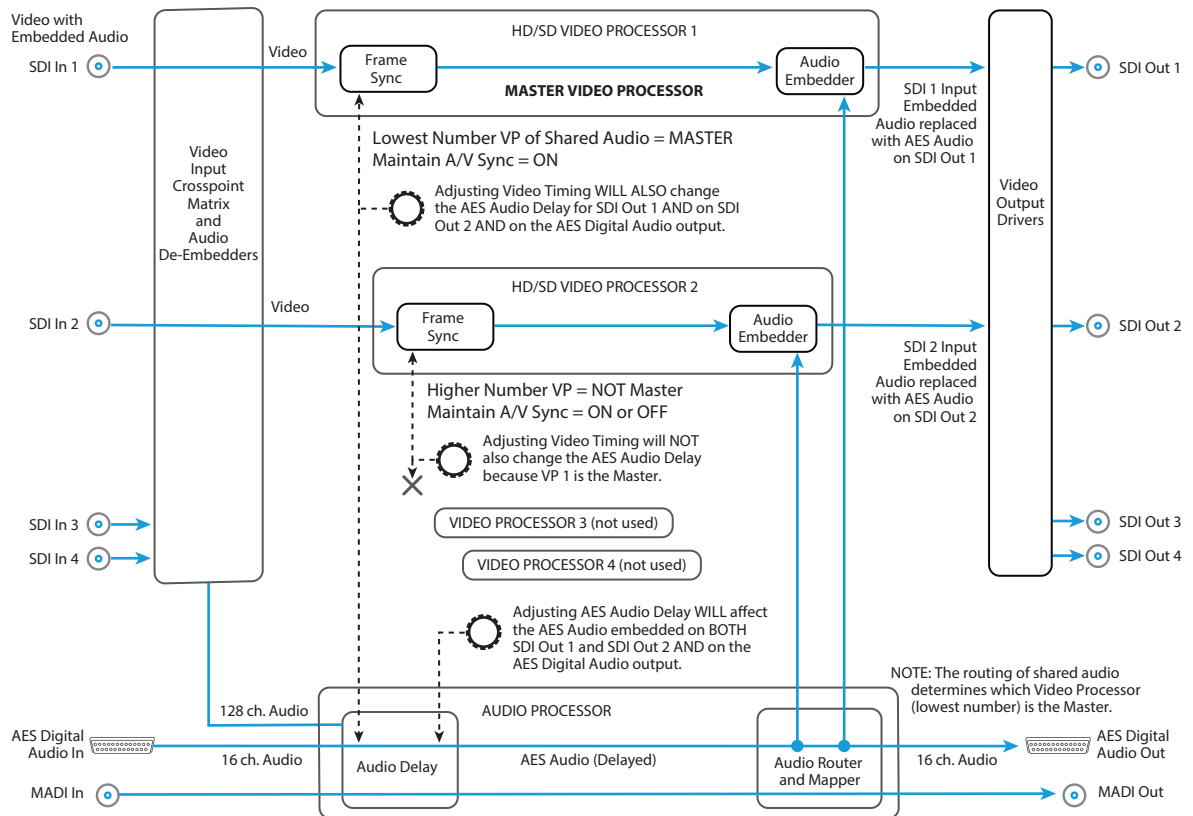 Video with
Embedded Audio
SDI In 1
Video
HD/SD VIDEO PROCESSOR 1
Frame
Sync
Audio
Embedder
MASTER VIDEO PROCESSOR
SDI Out 1
SDI 1 Input
Embedded
Audio replaced
with AES Audio
on SDI Out 1
Lowest Number VP of Shared Audio = MASTER
Maintain A/V Sync = ON
Adjusting Video Timing WILL ALSO change
the AES Audio Delay for SDI Out 1 AND on SDI
Out 2 AND on the AES Digital Audio output.
Video
Input
Crosspoint
Matrix
and
Audio
De-Embedders
Video
Output
Drivers
HD/SD VIDEO PROCESSOR 2
SDI In 2
Video
Frame
Sync
Audio
Embedder
SDI Out 2
SDI 2 Input
Embedded
Audio replaced
with AES Audio
on SDI Out 2
Higher Number VP = NOT Master
Maintain A/V Sync = ON or OFF
Adjusting Video Timing will NOT
also change the AES Audio Delay
because VP 1 is the Master.
SDI In 3
SDI In 4
VIDEO PROCESSOR 3 (not used)
VIDEO PROCESSOR 4 (not used)
SDI Out 3
SDI Out 4
Adjusting AES Audio Delay WILL affect
the AES Audio embedded on BOTH
SDI Out 1 and SDI Out 2 AND on the
AES Digital Audio output.
NOTE: The routing of shared audio
determines which Video Processor
(lowest number) is the Master.
128 ch. Audio
AUDIO PROCESSOR
AES Digital
Audio In
16 ch. Audio
Audio Delay
AES Audio (Delayed)
Audio Router
and Mapper
16 ch. Audio
AES Digital
Audio Out
MADI In
MADI Out